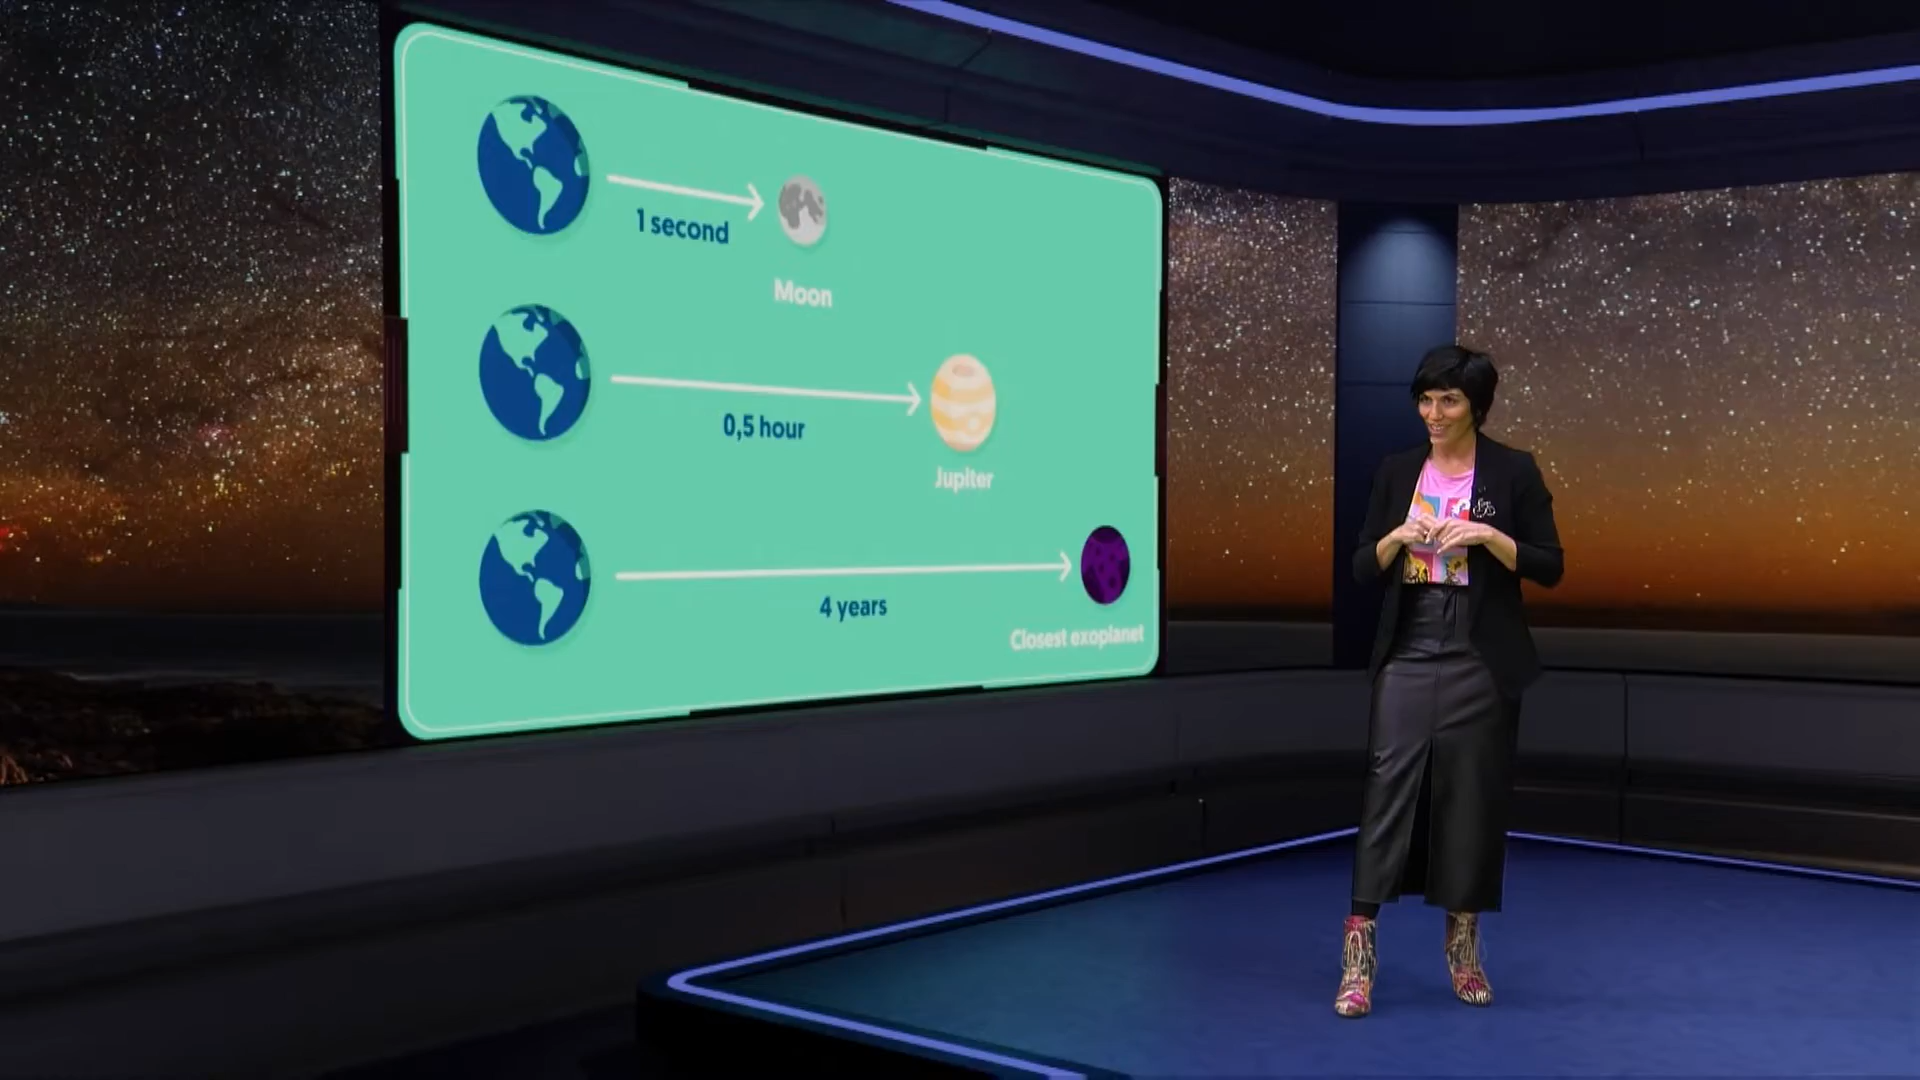 1 second
Moon
0,5 hour
Jupiter
4 years
Closest exoplanet